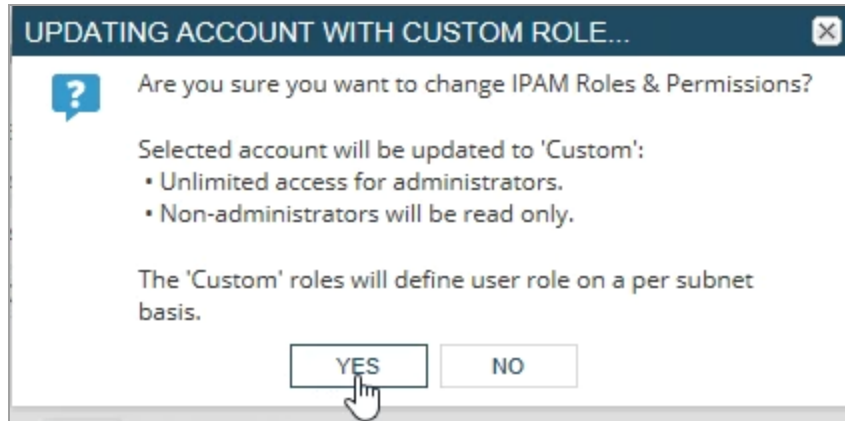 UPDATING ACCOUNT WITH CUSTOM ROLE...
Are you sure you want to change IPAM Roles & Permissions?
Selected account will be updated to 'Custom':
• Unlimited access for administrators.
• Non-administrators will be read only.
The 'Custom' roles will define user role on a per subnet
basis.
YES
NO